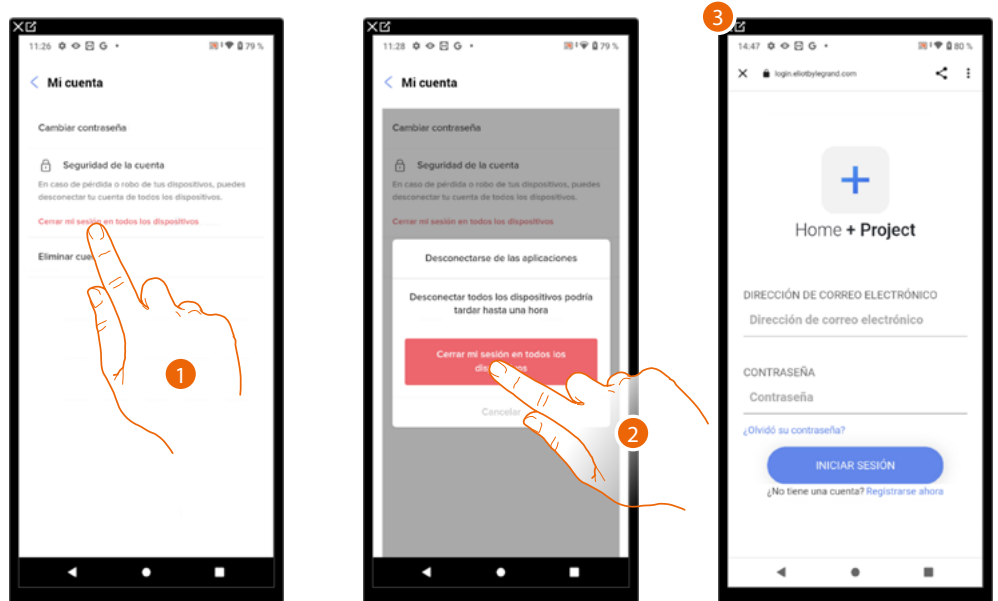 11:26
79 %
Mi cuenta
Cambiar contraseña
Seguridad de la cuenta
En caso de pérdida o robo de tus dispositivos, puedes
desconectar tu cuenta de todos los dispositivos.
Cerrar mi sesión en todos los dispositivos
Eliminar
1
11:28
79 %
Mi cuenta
Cambiar contraseña
Seguridad de la cuenta
En caso de pérdida o robo de tus dispositivos, puedes
desconectar tu cuenta de todos los dispositivos.
Cerrar mi sesión en todos los dispositivos
Desconectarse de las aplicaciones
Desconectar todos los dispositivos podría
tardar hasta una hora
Cerrar mi sesión en todos los
Cancelar
2
3
14:47
80 %
login.eliotbylegrand.com
Home + Project
DIRECCIÓN DE CORREO ELECTRÓNICO
Dirección de correo electrónico
CONTRASEÑA
Contraseña
¿Olvidó su contraseña?
INICIAR SESIÓN
¿No tiene una cuenta? Registrarse ahora